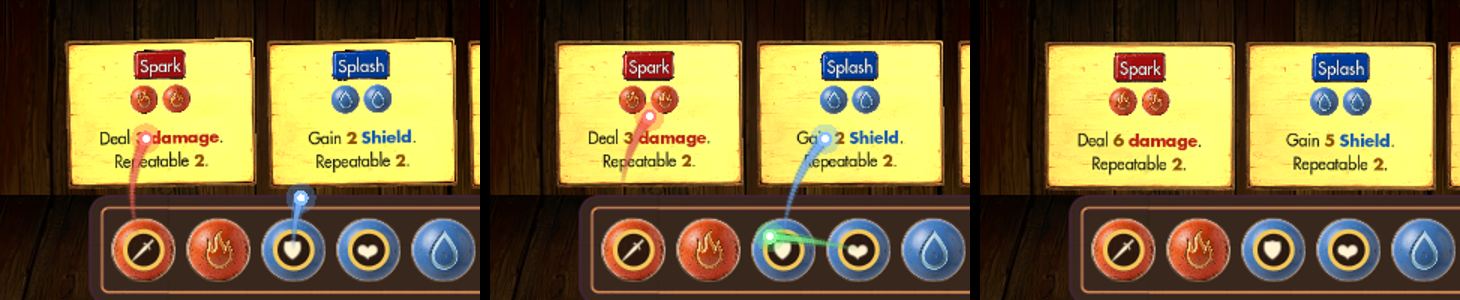 Spark
Deal damage.
Repeatable 2.
Splash
Gain 2 Shield.
Repeatable 2.
Spark
Deal 3 damage.
Repeatable 2.
Splash
2 Shield.
Repeatable 2.
Spark
Deal 6 damage.
Repeatable 2.
Splash
Gain 5 Shield.
Repeatable 2.